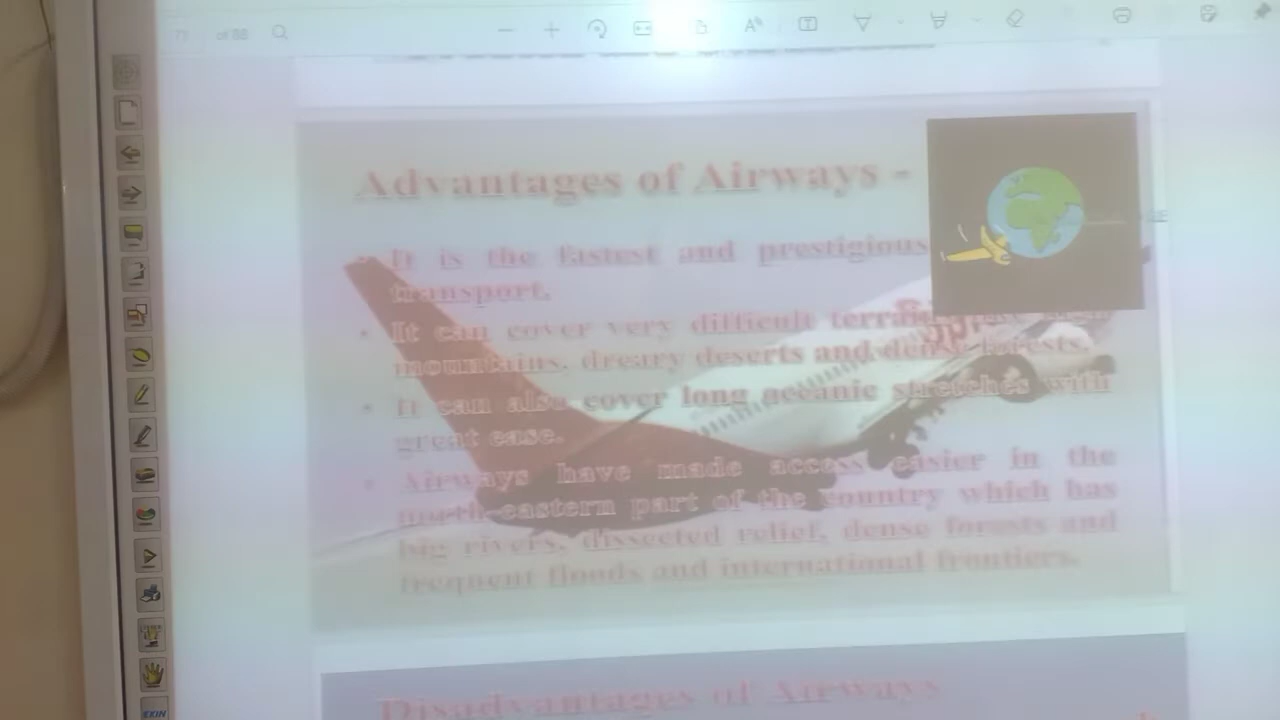 of 88
Advantages of Airways -
• It is the fastest and prestigious
transport.
• It can cover very difficult terrains like high
mountains, dreary deserts and dense forests.
• It can also cover long oceanic stretches with
great ease.
• Airways have made access easier in the
north-eastern part of the country which has
big rivers, dissected relief, dense forests and
frequent floods and international frontiers.
Disadvantages of Airways
EXIN